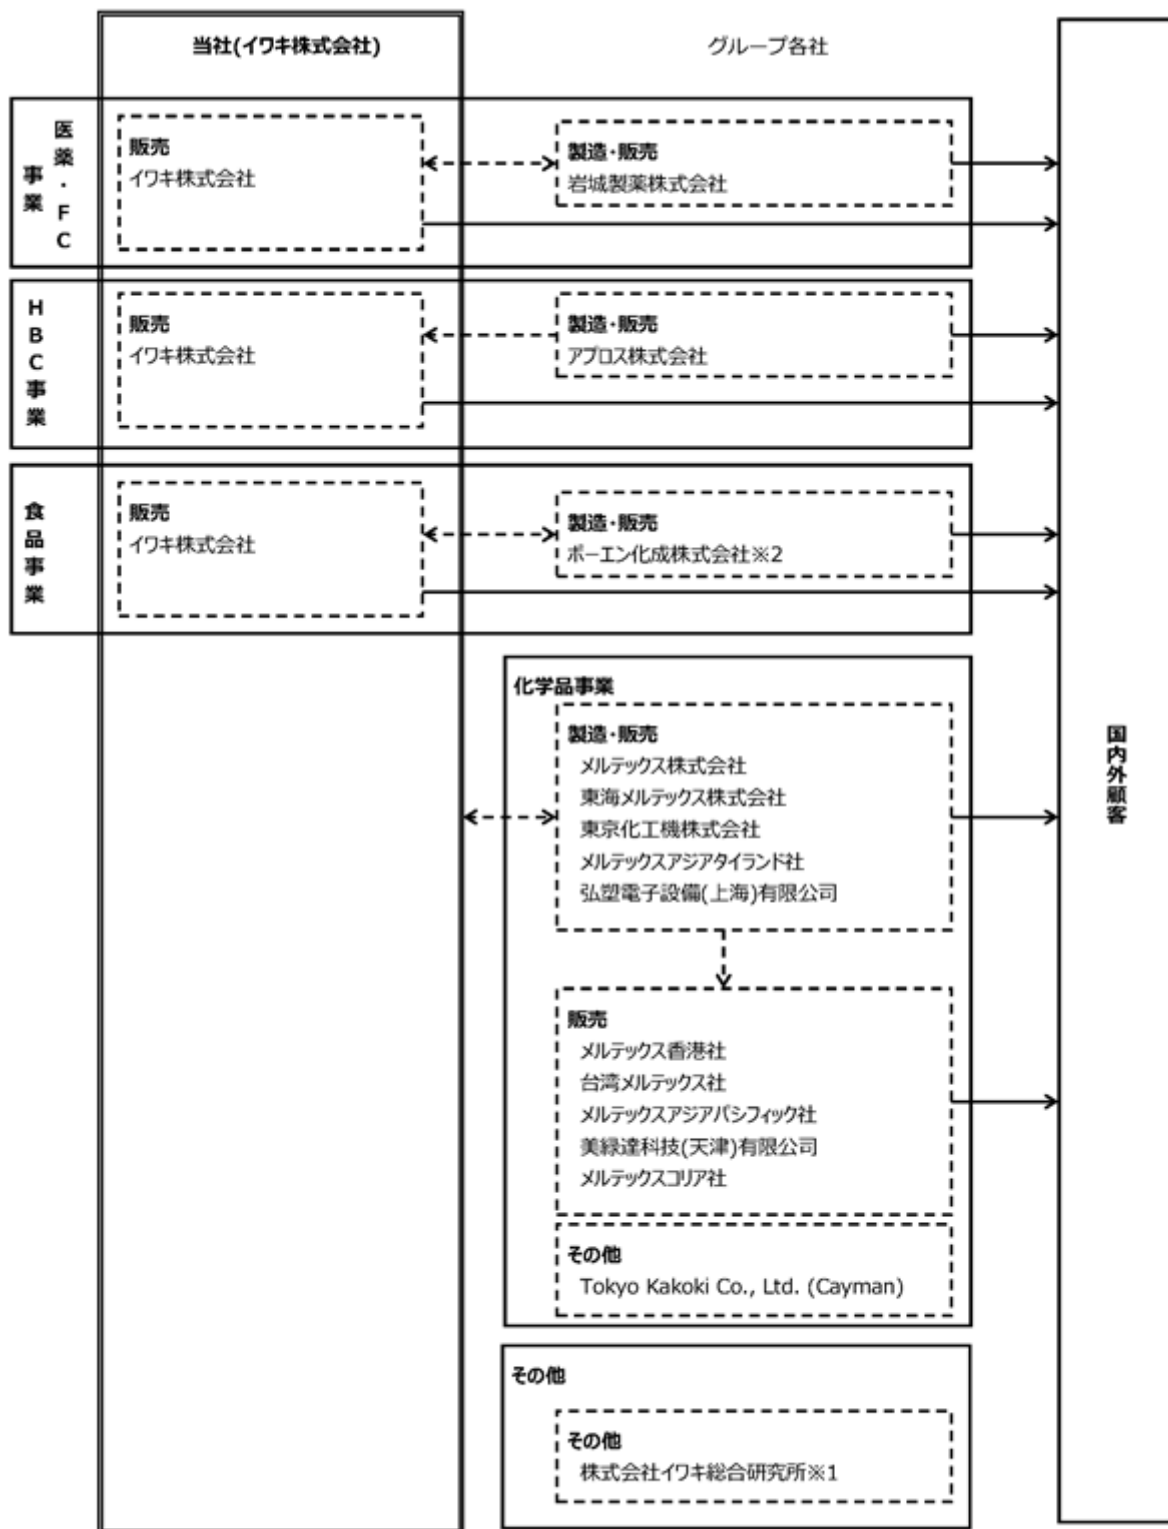 当社(イワキ株式会社)
グループ各社
医薬・FC
事業
販売
イワキ株式会社
製造・販売
岩城製薬株式会社
HBC事業
販売
イワキ株式会社
製造・販売
アプロス株式会社
食品事業
販売
イワキ株式会社
製造・販売
ボーエン化成株式会社※2
化学品事業
製造・販売
メルテックス株式会社
東海メルテックス株式会社
東京化工機株式会社
メルテックスアジアタイランド社
弘塑電子設備(上海)有限公司
販売
メルテックス香港社
台湾メルテックス社
メルテックスアジアパシフィック社
美緑達科技(天津)有限公司
メルテックスコリア社
その他
Tokyo Kakoki Co., Ltd. (Cayman)
その他
その他
株式会社イワキ総合研究所※1
国内外顧客